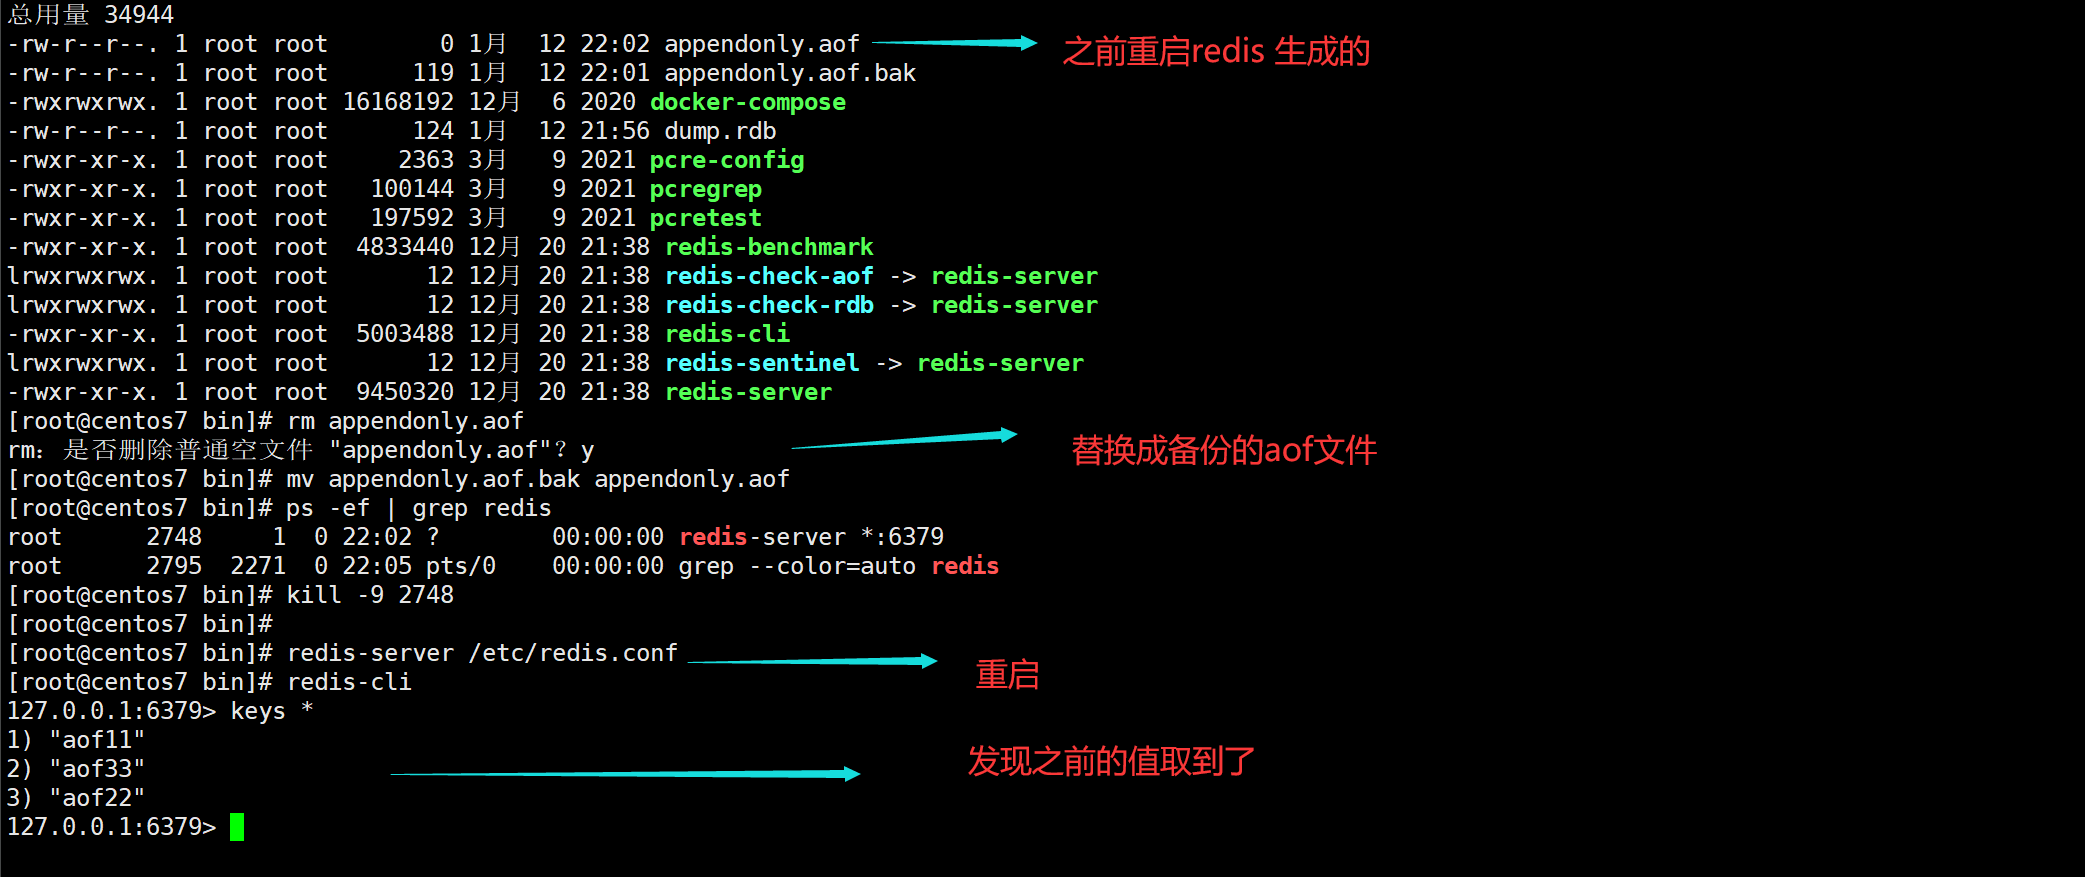 总用量 34944
-rw-r--r--. 1 root root        0 1月  12 22:02 appendonly.aof 之前重启redis 生成的
-rw-r--r--. 1 root root      119 1月  12 22:01 appendonly.aof.bak
-rwxrwxrwx. 1 root root 16168192 12月  6 2020 docker-compose
-rw-r--r--. 1 root root      124 1月  12 21:56 dump.rdb
-rwxr-xr-x. 1 root root     2363 3月   9 2021 pcre-config
-rwxr-xr-x. 1 root root   100144 3月   9 2021 pcregrep
-rwxr-xr-x. 1 root root   197592 3月   9 2021 pcretest
-rwxr-xr-x. 1 root root  4833440 12月 20 21:38 redis-benchmark
lrwxrwxrwx. 1 root root       12 12月 20 21:38 redis-check-aof -> redis-server
lrwxrwxrwx. 1 root root       12 12月 20 21:38 redis-check-rdb -> redis-server
-rwxr-xr-x. 1 root root  5003488 12月 20 21:38 redis-cli
lrwxrwxrwx. 1 root root       12 12月 20 21:38 redis-sentinel -> redis-server
-rwxr-xr-x. 1 root root  9450320 12月 20 21:38 redis-server
[root@centos7 bin]# rm appendonly.aof
rm：是否删除普通空文件 "appendonly.aof"？y 替换成备份的aof文件
[root@centos7 bin]# mv appendonly.aof.bak appendonly.aof
[root@centos7 bin]# ps -ef | grep redis
root      2748     1  0 22:02 ?        00:00:00 redis-server *:6379
root      2795  2271  0 22:05 pts/0    00:00:00 grep --color=auto redis
[root@centos7 bin]# kill -9 2748
[root@centos7 bin]#
[root@centos7 bin]# redis-server /etc/redis.conf 重启
[root@centos7 bin]# redis-cli
127.0.0.1:6379> keys *
1) "aof11"
2) "aof33" 发现之前的值取到了
3) "aof22"
127.0.0.1:6379>